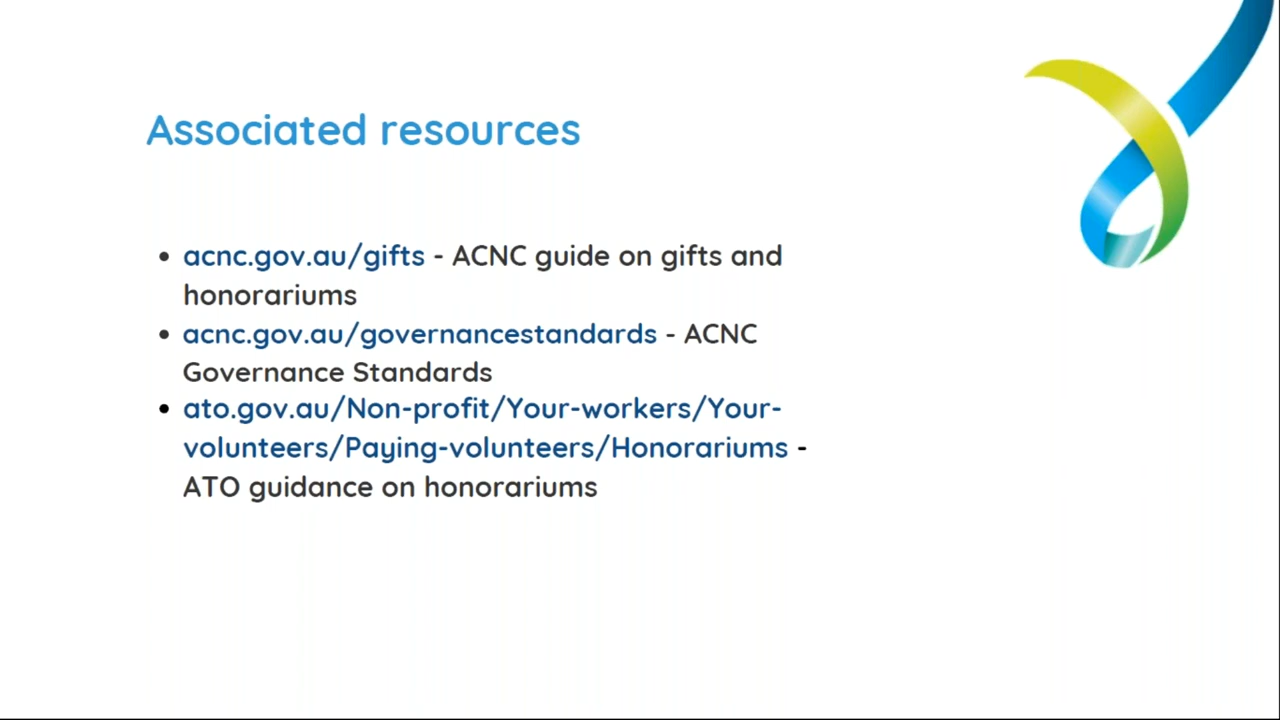 Associated resources
• acnc.gov.au/gifts - ACNC guide on gifts and
honorariums
• acnc.gov.au/governancestandards - ACNC
Governance Standards
• ato.gov.au/Non-profit/Your-workers/Your-
volunteers/Paying-volunteers/Honorariums -
ATO guidance on honorariums